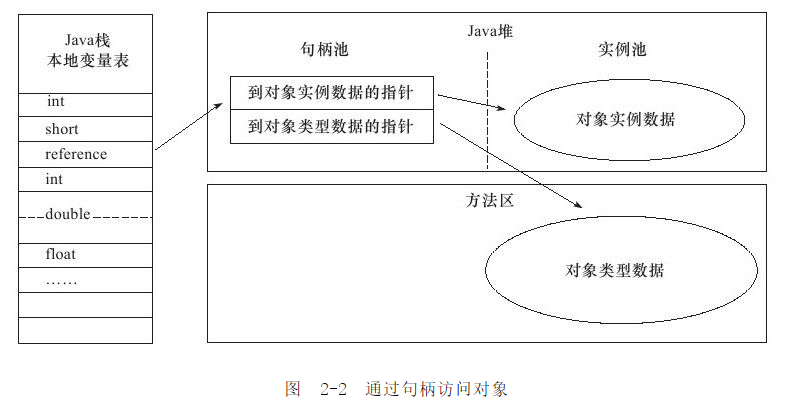 Java栈
本地变量表
int
short
reference
int
double
float
……
Java堆
句柄池
实例池
到对象实例数据的指针
到对象类型数据的指针
对象实例数据
方法区
对象类型数据
图 2-2 通过句柄访问对象